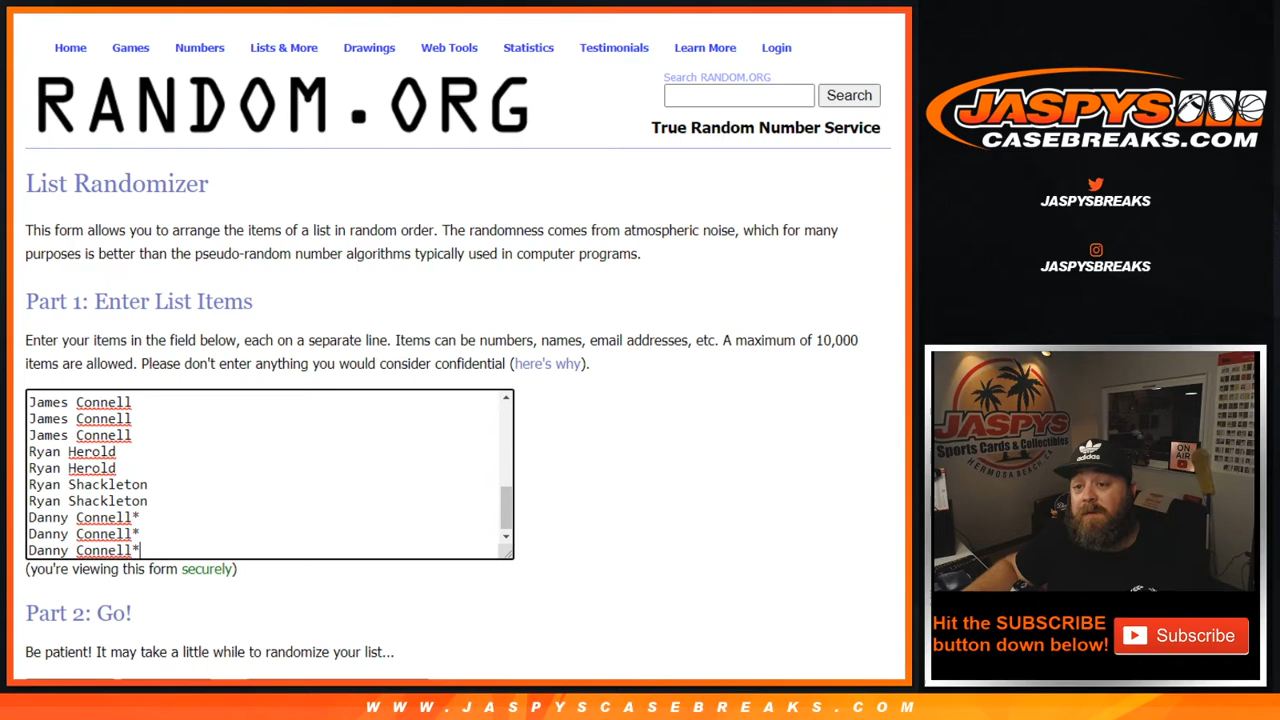 Home Games Numbers Lists & More Drawings Web Tools Statistics Testimonials Learn More Login
RANDOM.ORG
Search RANDOM.ORG
Search
True Random Number Service
List Randomizer
This form allows you to arrange the items of a list in random order. The randomness comes from atmospheric noise, which for many
purposes is better than the pseudo-random number algorithms typically used in computer programs.
Part 1: Enter List Items
Enter your items in the field below, each on a separate line. Items can be numbers, names, email addresses, etc. A maximum of 10,000
items are allowed. Please don't enter anything you would consider confidential (here's why).
James Connell
James Connell
James Connell
Ryan Herold
Ryan Herold
Ryan Shackleton
Ryan Shackleton
Danny Connell*
Danny Connell*
Danny Connell*
(you're viewing this form securely)
Part 2: Go!
Be patient! It may take a little while to randomize your list...
JASPYS
CASEBREAKS.COM
JASPYSBREAKS
JASPYSBREAKS
JASPYS
Sports Cards & Collectibles
HERMOSA BEACH, CA
ON
AIR
adidas
Hit the SUBSCRIBE
button down below!
Subscribe
WWW.JASPYSCASEBREAKS.COM